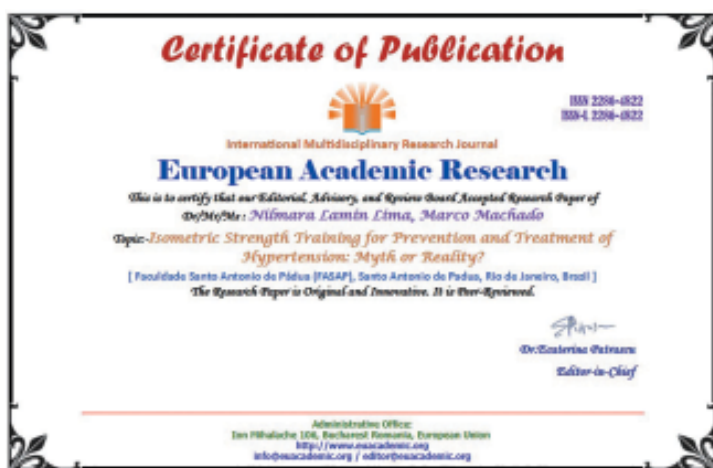 Certificate of Publication
ISSN 2286-4822
ISSN-L 2286-4822
International Multidisciplinary Research Journal
European Academic Research
This is to certify that our Editorial, Advisory, and Review Board Accepted Research Paper of
Dr/Mr/Ms: Nilmara Lamin Lima, Marco Machado
Topic:-Isometric Strength Training for Prevention and Treatment of
Hypertension: Myth or Reality?
[ Faculdade Santo Antonio de Pádua (FASAP), Santo Antonio de Padua, Rio de Janeiro, Brazil ]
The Research Paper is Original and Innovative. It is Peer-Reviewed.
Dr.Ecaterina Patrascu
Editor-in-Chief
Administrative Office:
Ion Mihalache 106, Bucharest Romania, European Union
http://www.euacademic.org
info@euacademic.org / editor@euacademic.org